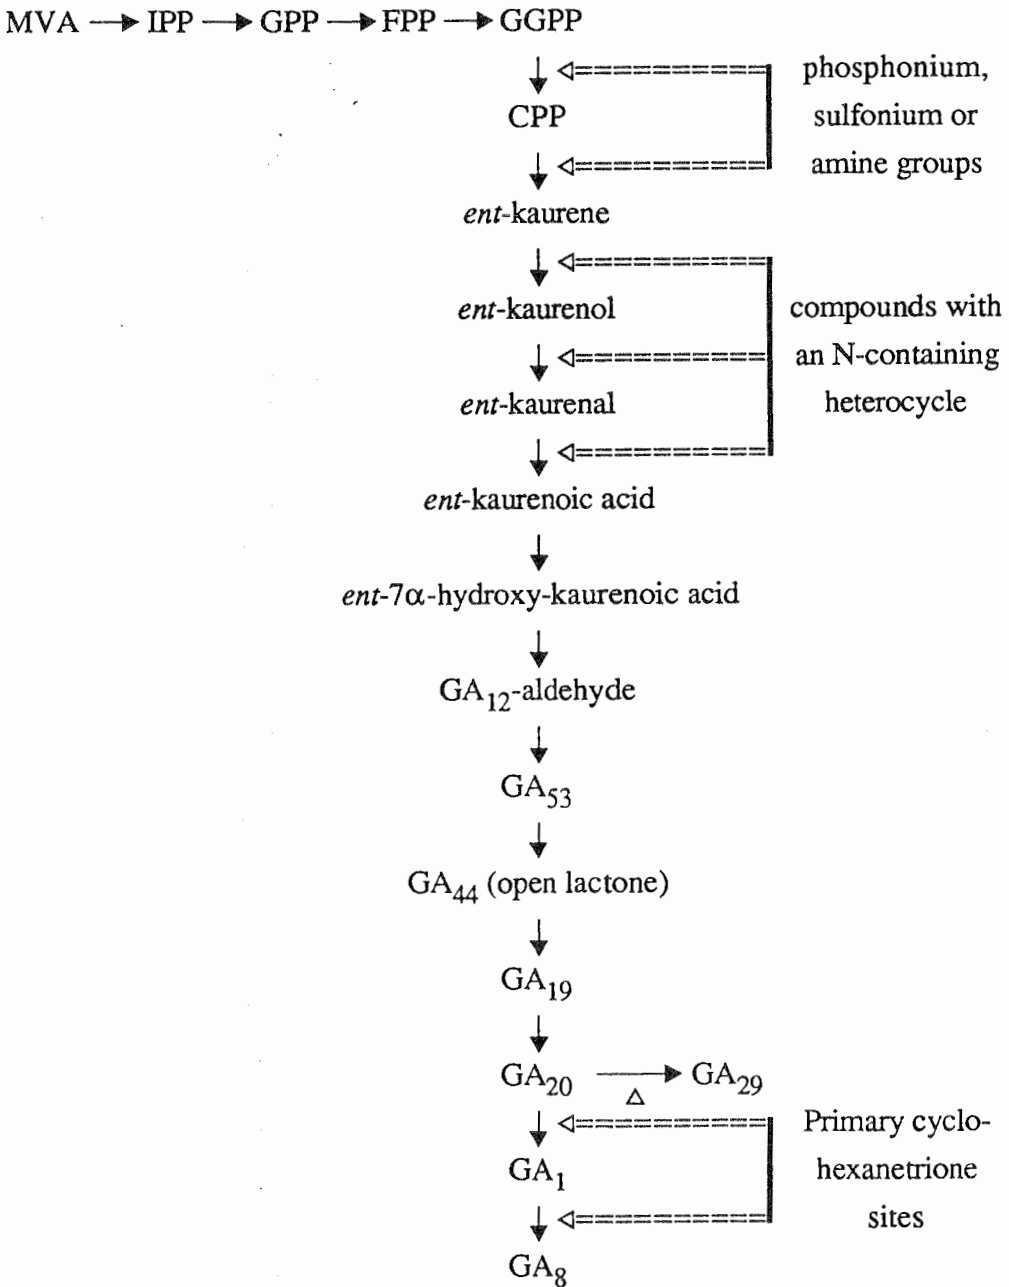 MVA → IPP → GPP → FPP → GGPP
phosphonium,
CPP
sulfonium or
amine groups
ent-kaurene
ent-kaurenol
compounds with
an N-containing
ent-kaurenal
heterocycle
ent-kaurenoic acid
ent-7α-hydroxy-kaurenoic acid
GA12-aldehyde
GA53
GA44 (open lactone)
GA19
GA20 → GA29
Δ
Primary cyclo-
GA1
hexanetrione
sites
GA8